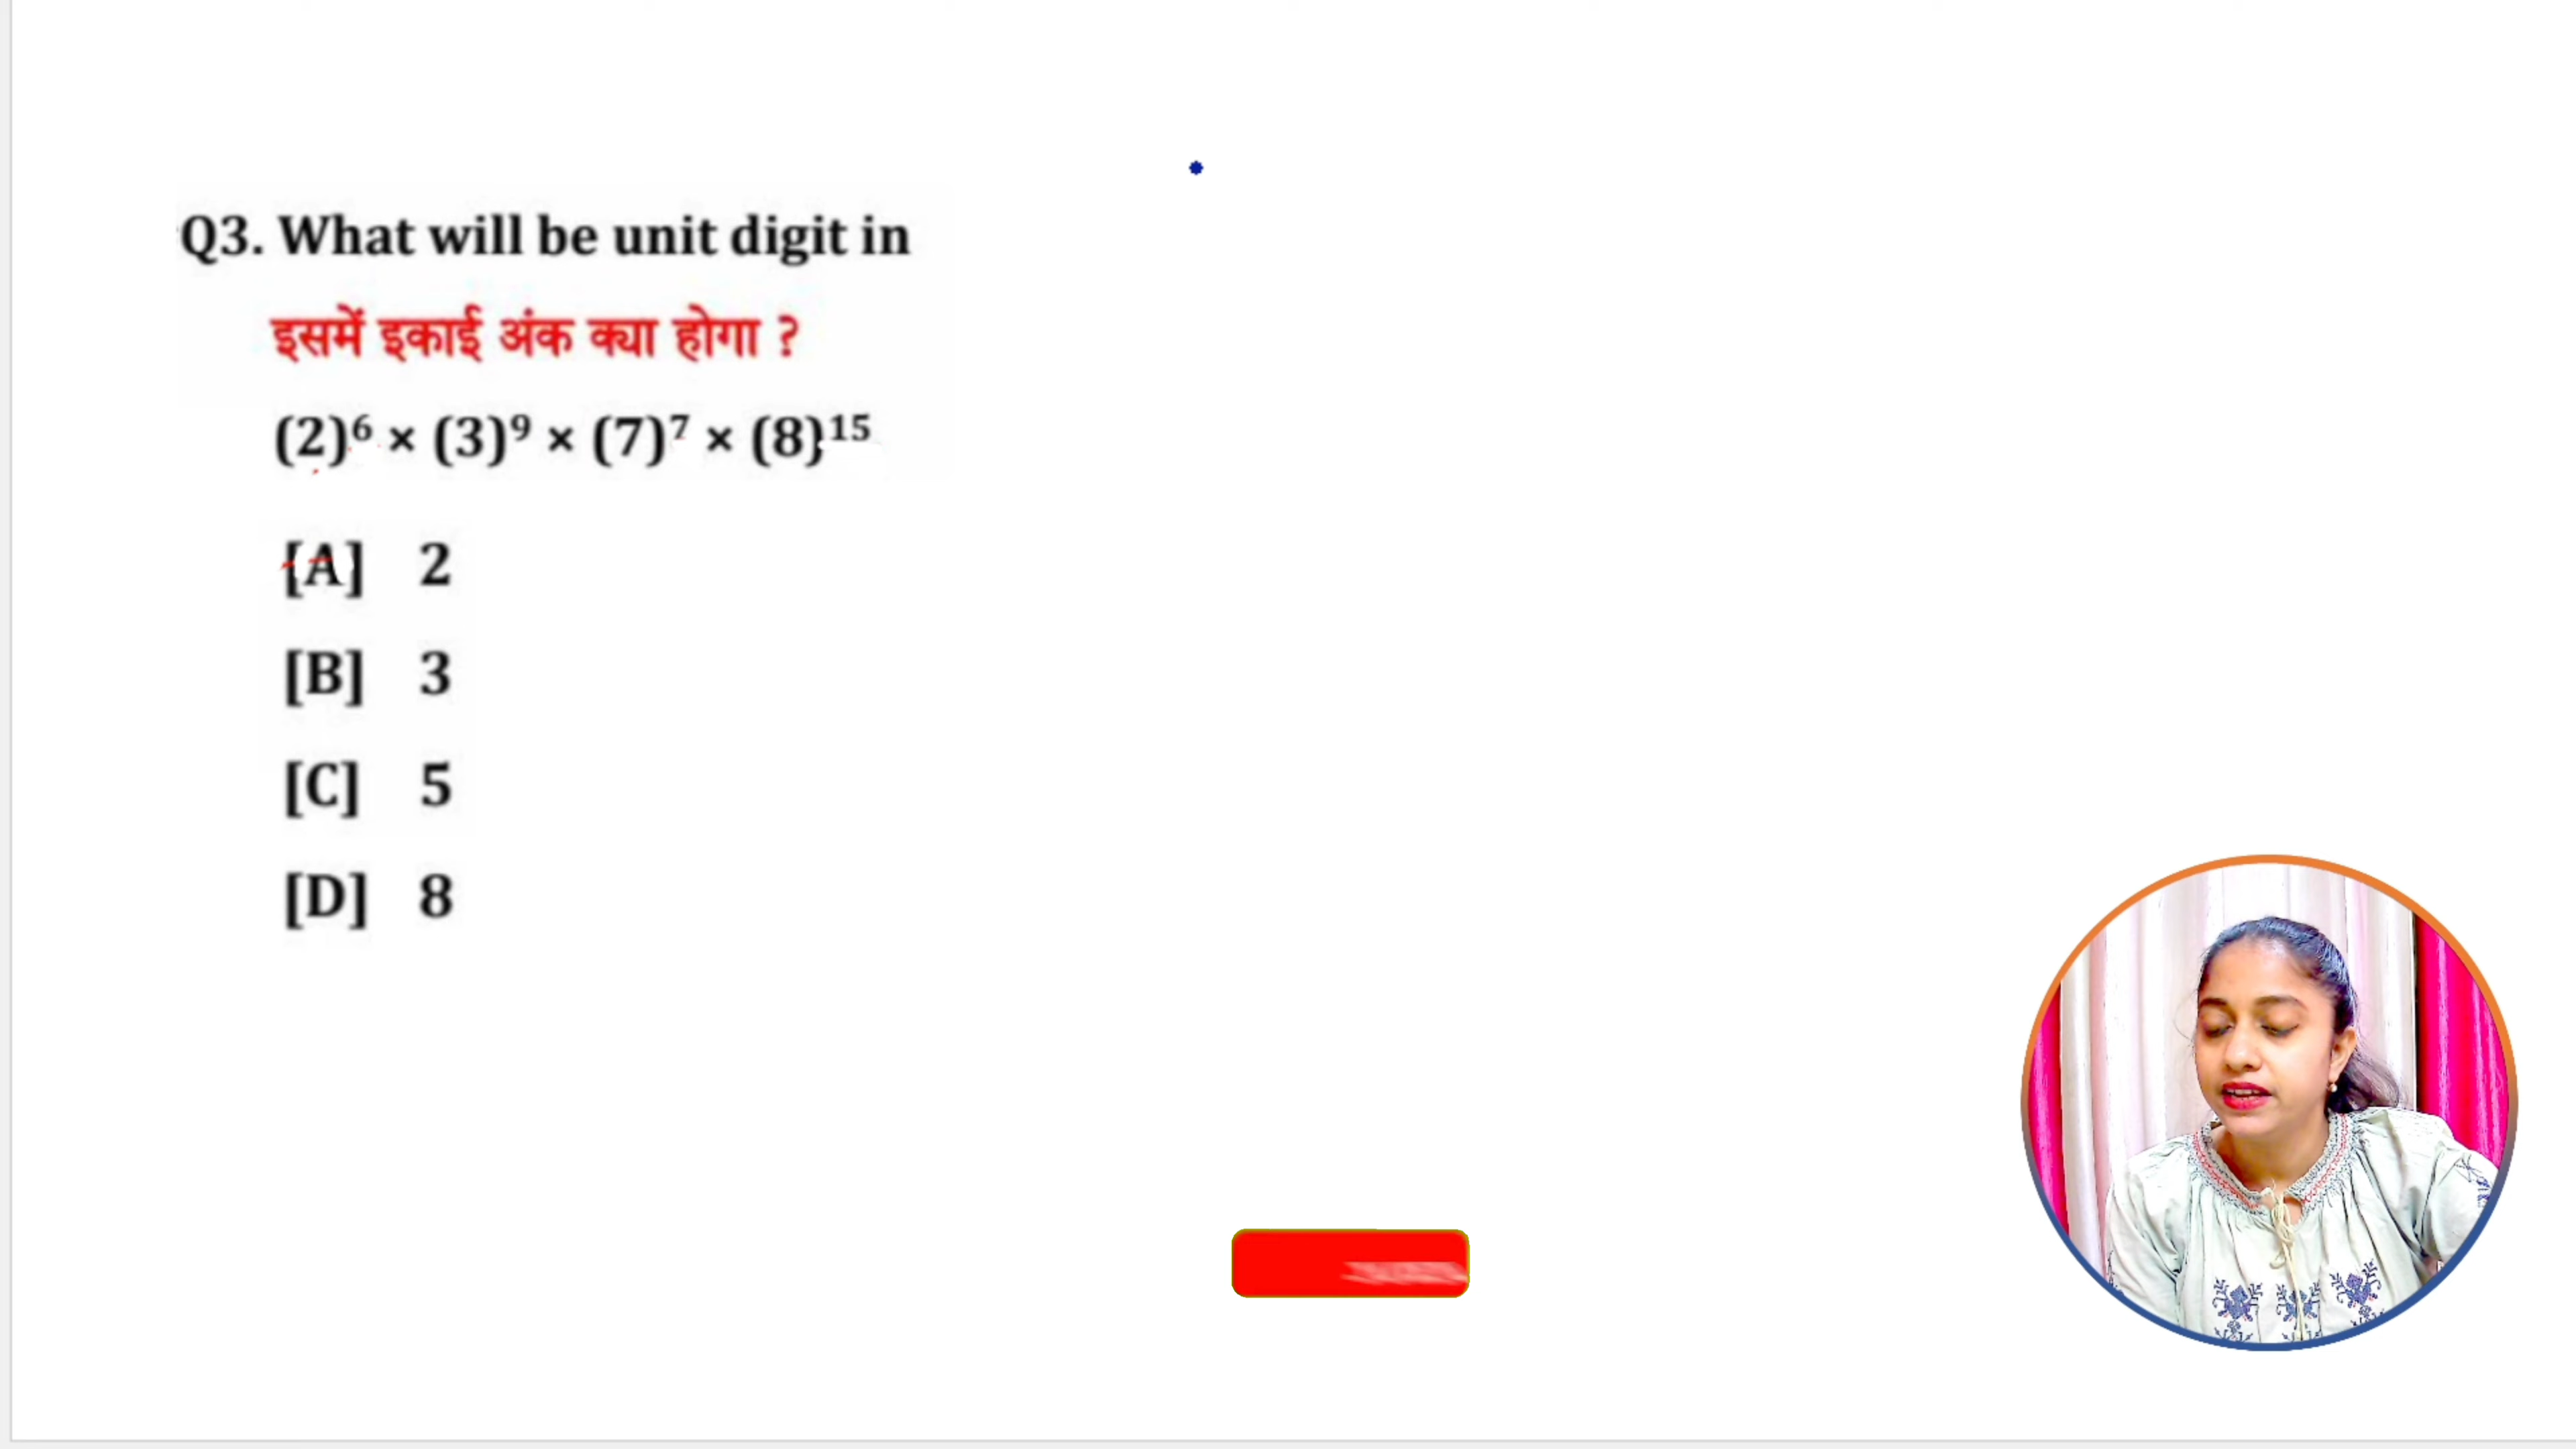 Q3. What will be unit digit in
इसमें इकाई अंक क्या होगा ?
(2)⁶ × (3)⁹ × (7)⁷ × (8)¹⁵
[A] 2
[B] 3
[C] 5
[D] 8